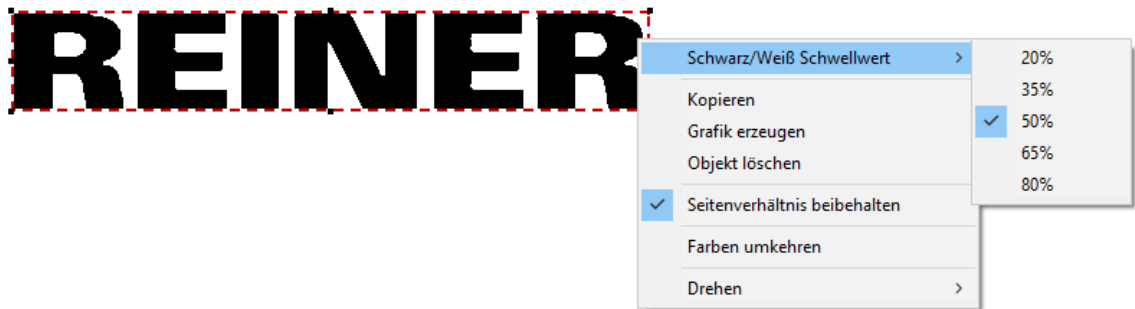 REINER
Schwarz/Weiß Schwellwert
20%
35%
50%
65%
80%
Kopieren
Grafik erzeugen
Objekt löschen
Seitenverhältnis beibehalten
Farben umkehren
Drehen